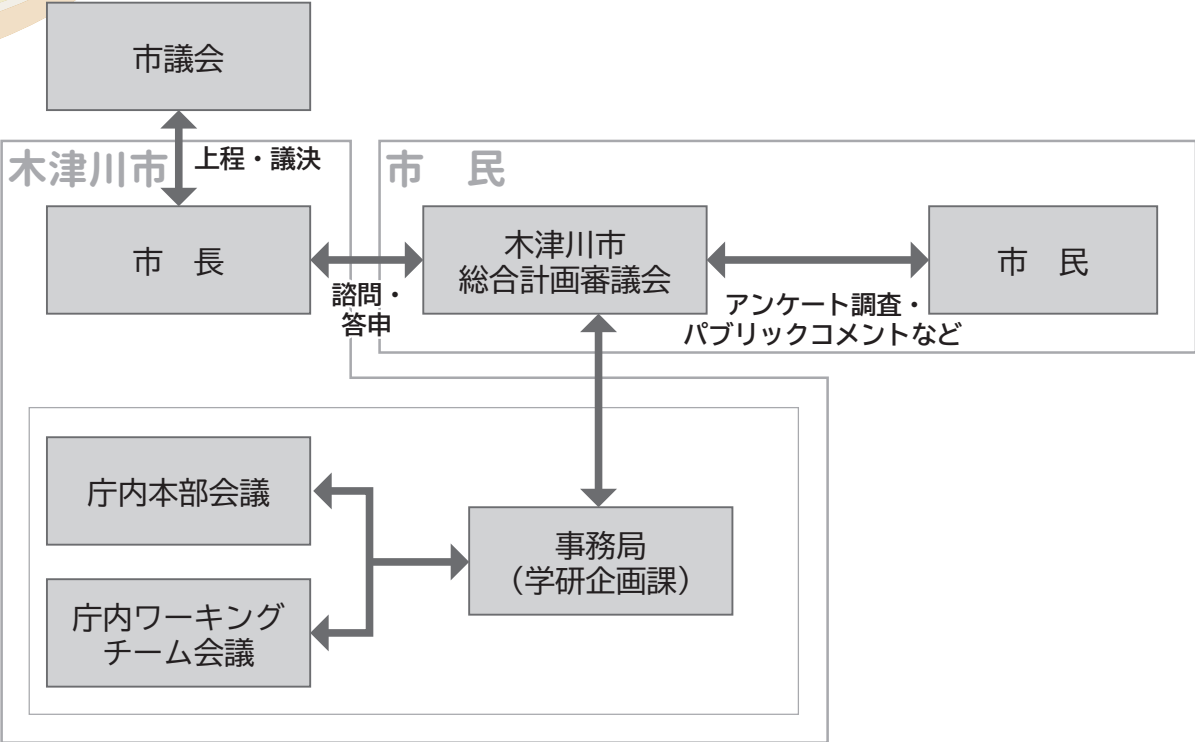 市議会
上程・議決
木津川市
市　民
市　長
諮問・
答申
木津川市
総合計画審議会
アンケート調査・
パブリックコメントなど
市　民
庁内本部会議
庁内ワーキング
チーム会議
事務局
（学研企画課）